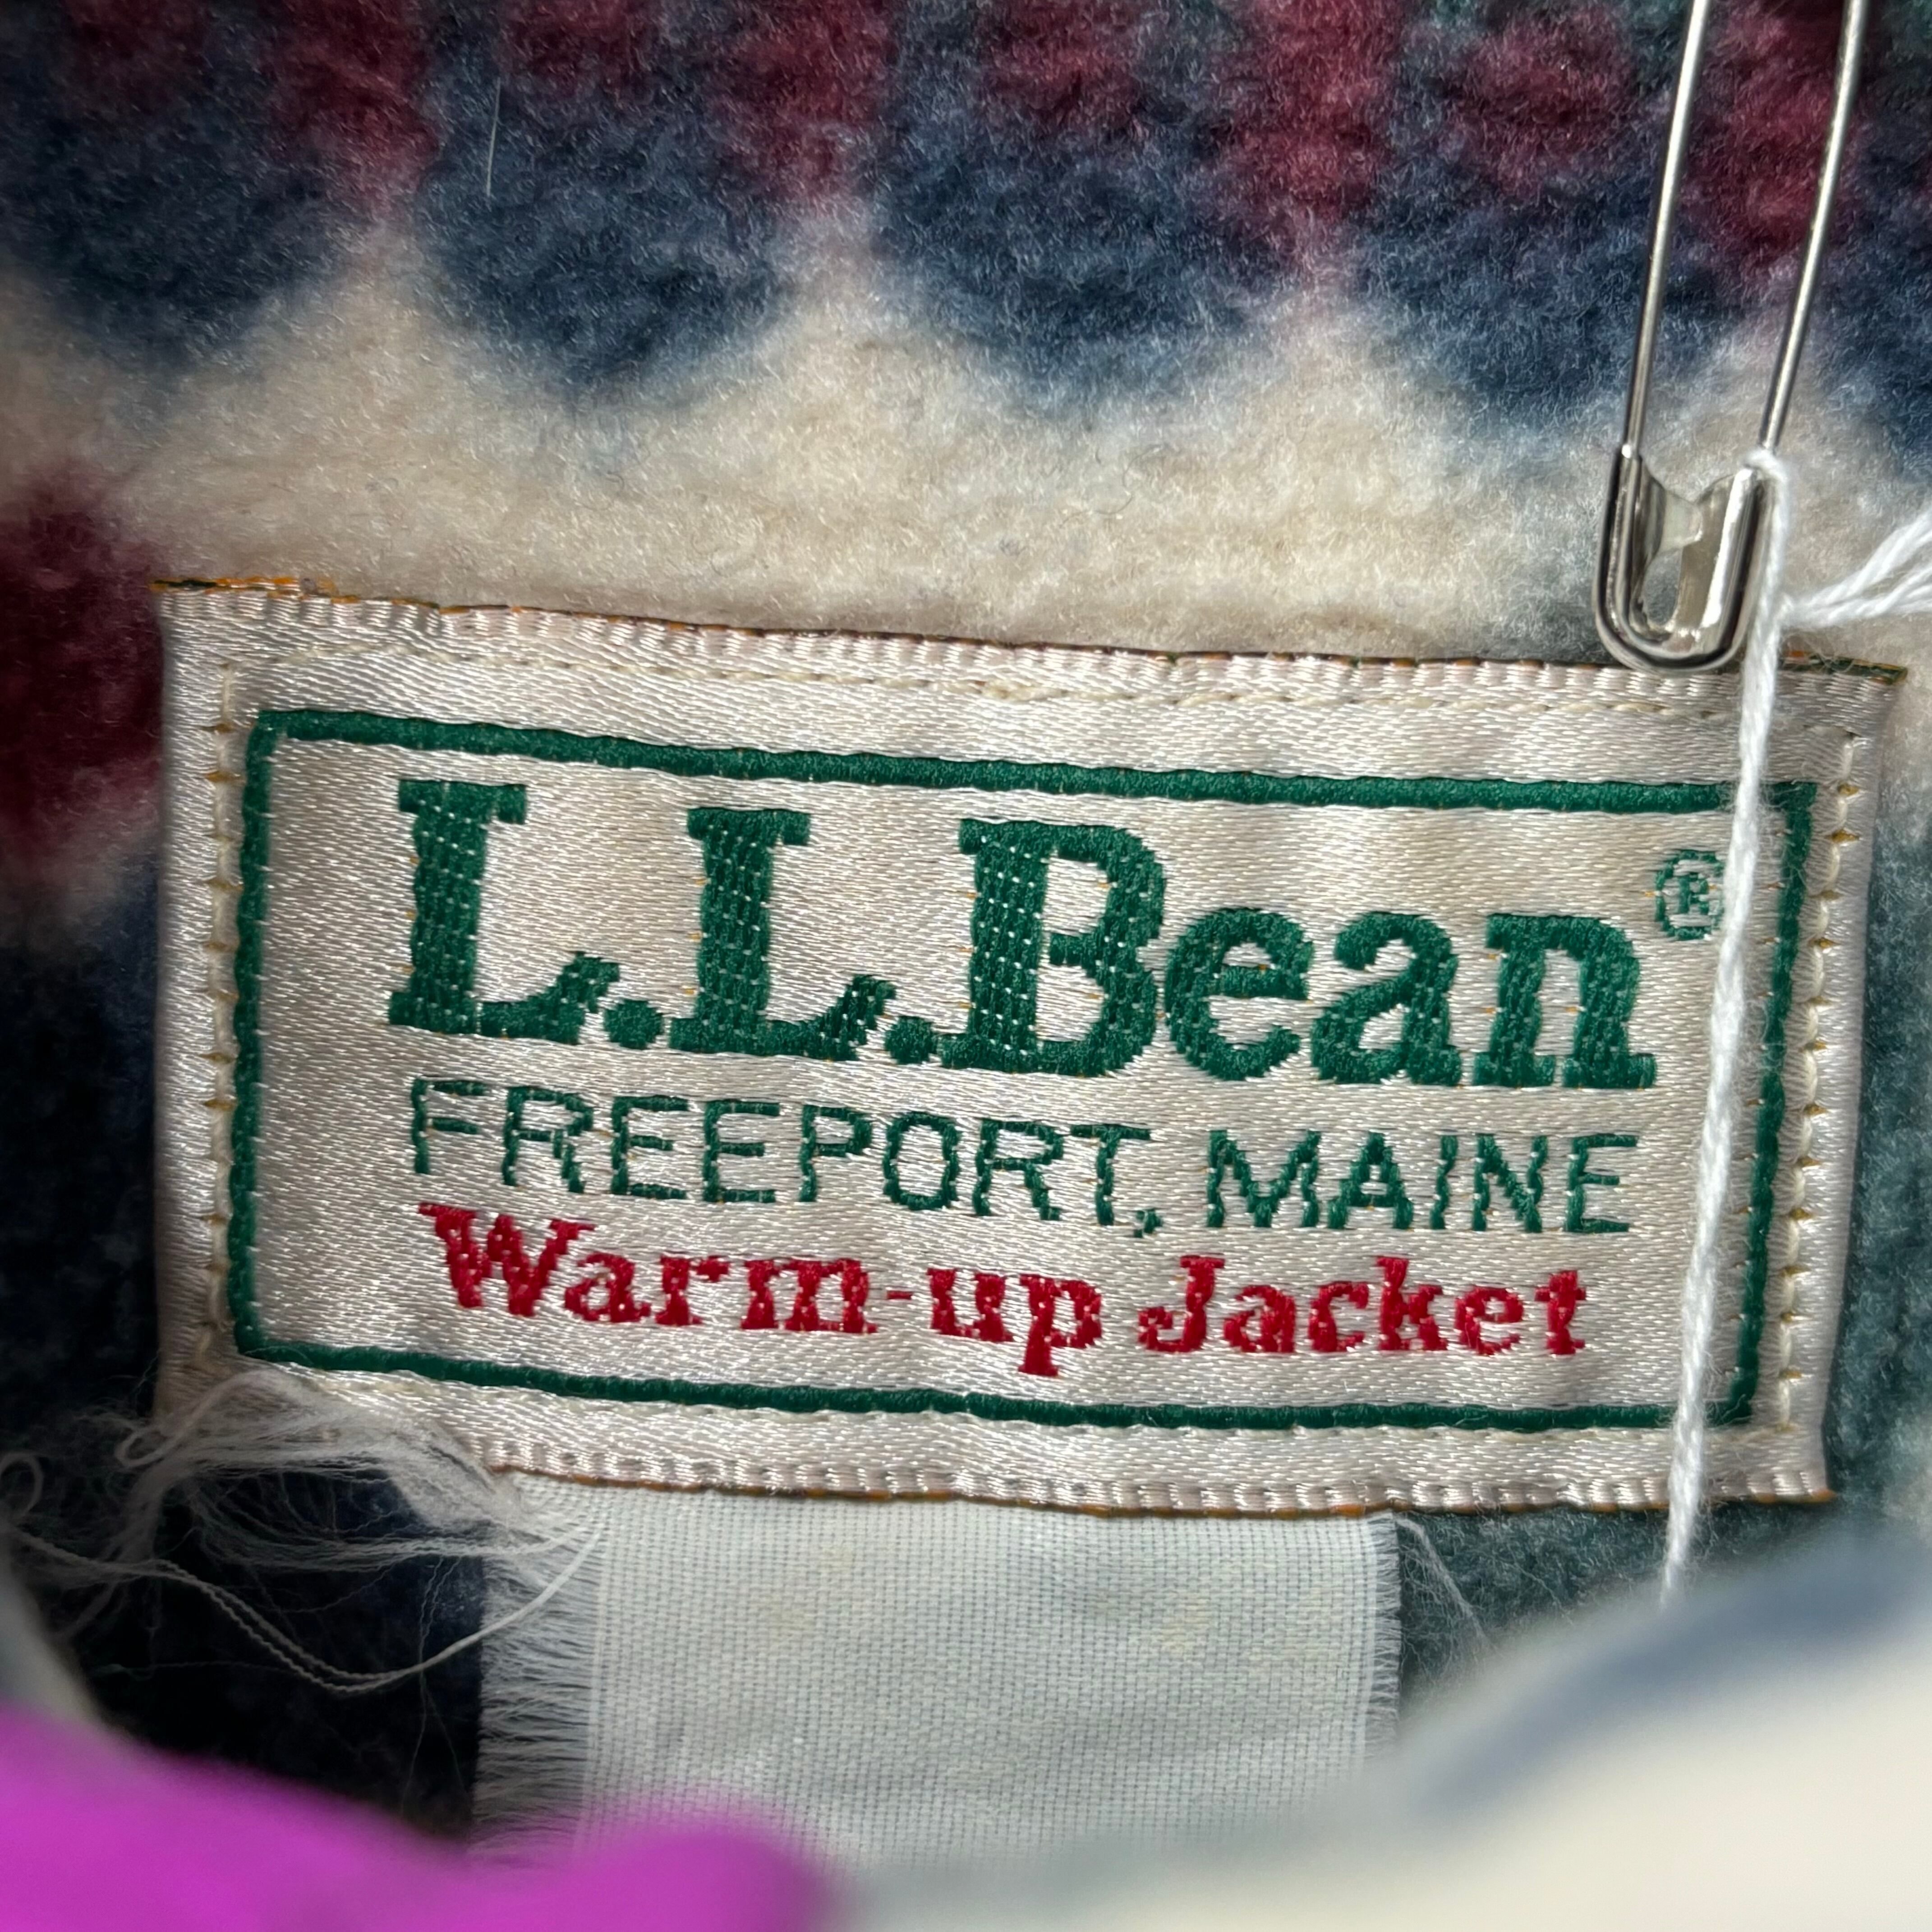 L.L.Bean®
FREEPORT, MAINE
Warm-up Jacket